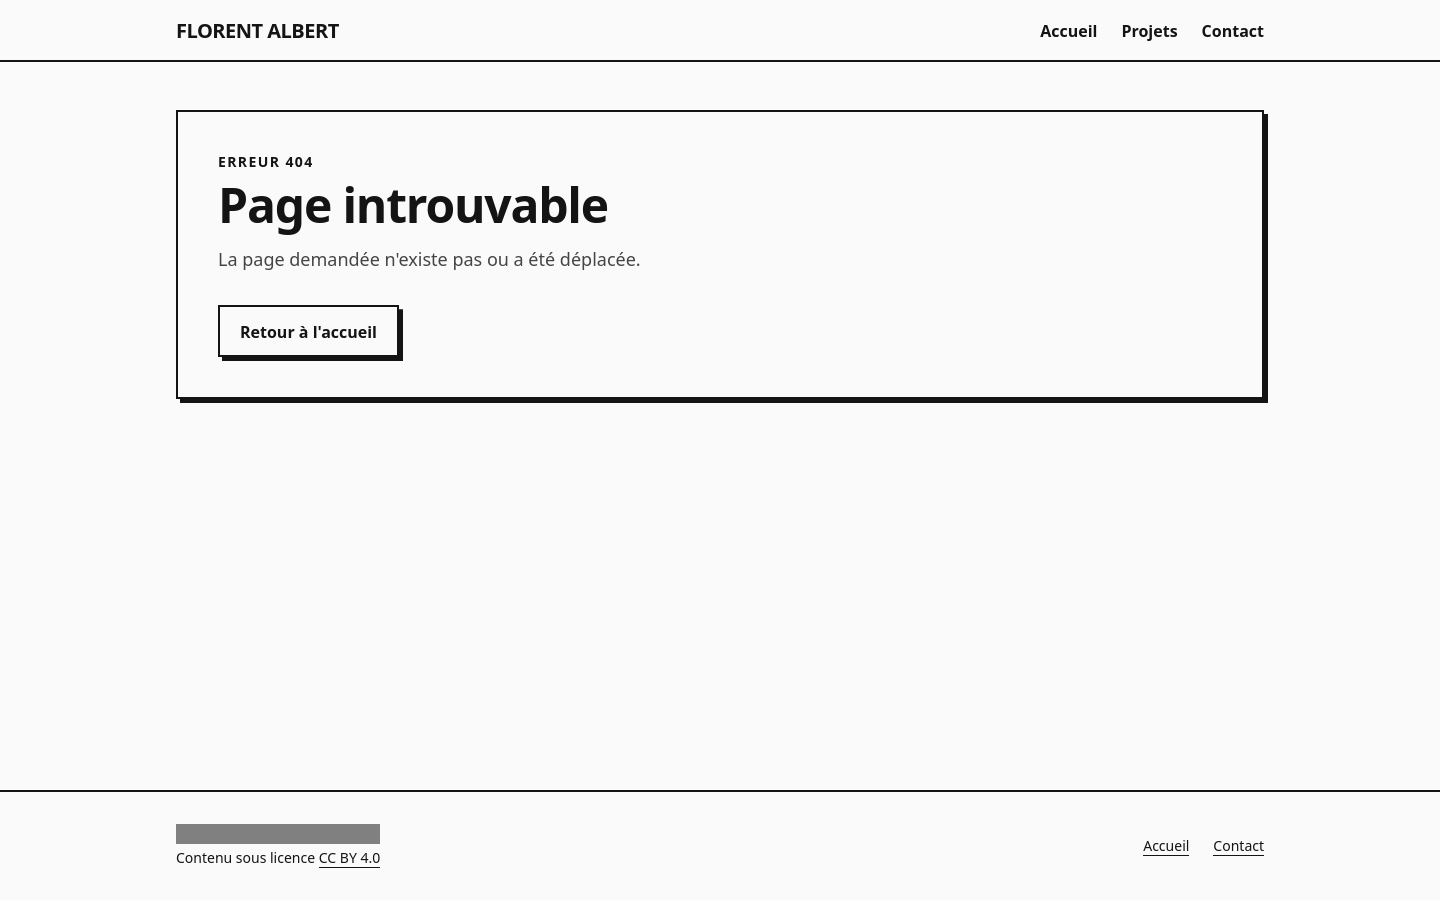 FLORENT ALBERT
Accueil Projets Contact
ERREUR 404
Page introuvable
La page demandée n'existe pas ou a été déplacée.
Retour à l'accueil
Contenu sous licence CC BY 4.0
Accueil Contact